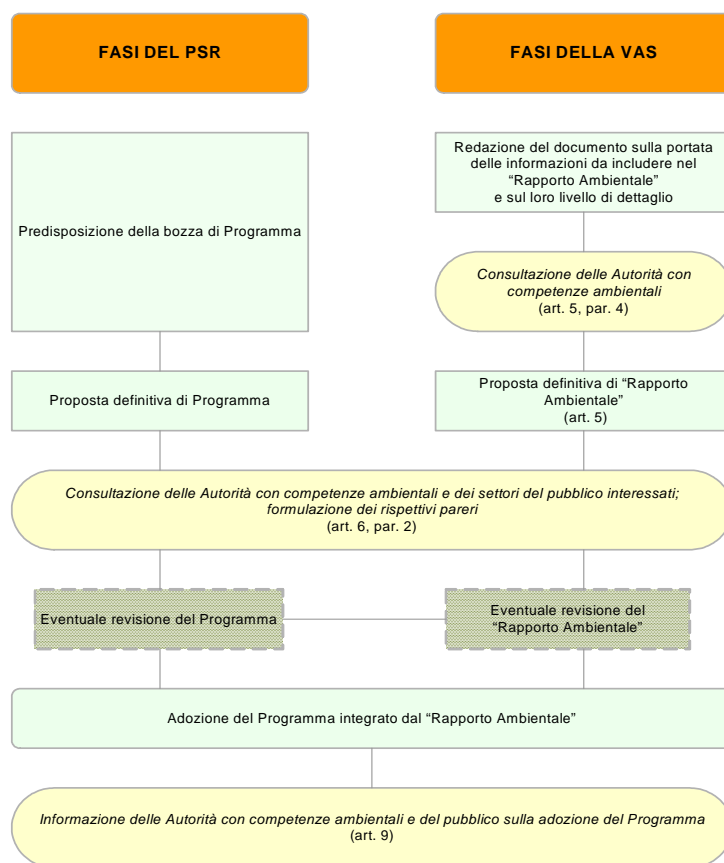 FASI DEL PSR
FASI DELLA VAS
Predisposizione della bozza di Programma
Redazione del documento sulla portata
delle informazioni da includere nel
“Rapporto Ambientale”
e sul loro livello di dettaglio
Consultazione delle Autorità con
competenze ambientali
(art. 5, par. 4)
Proposta definitiva di Programma
Proposta definitiva di “Rapporto
Ambientale”
(art. 5)
Consultazione delle Autorità con competenze ambientali e dei settori del pubblico interessati;
formulazione dei rispettivi pareri
(art. 6, par. 2)
Eventuale revisione del Programma
Eventuale revisione del
“Rapporto Ambientale”
Adozione del Programma integrato dal “Rapporto Ambientale”
Informazione delle Autorità con competenze ambientali e del pubblico sulla adozione del Programma
(art. 9)